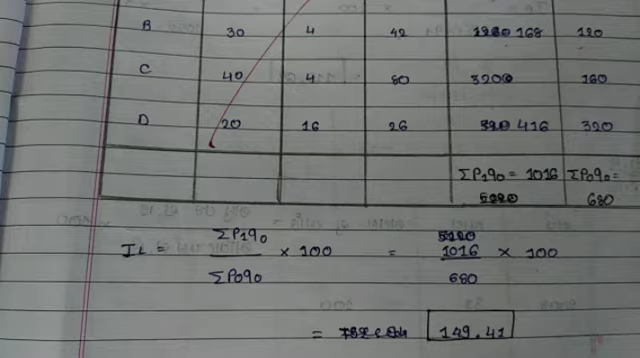 B 30 4 42 168 120
C 40 4 80 320 160
D 20 16 26 416 320
ΣP₁q₀ = 1016 ΣP₀q₀ = 680
IL = ΣP₁q₀ / ΣP₀q₀ × 100 = 1016 / 680 × 100
= 149.41